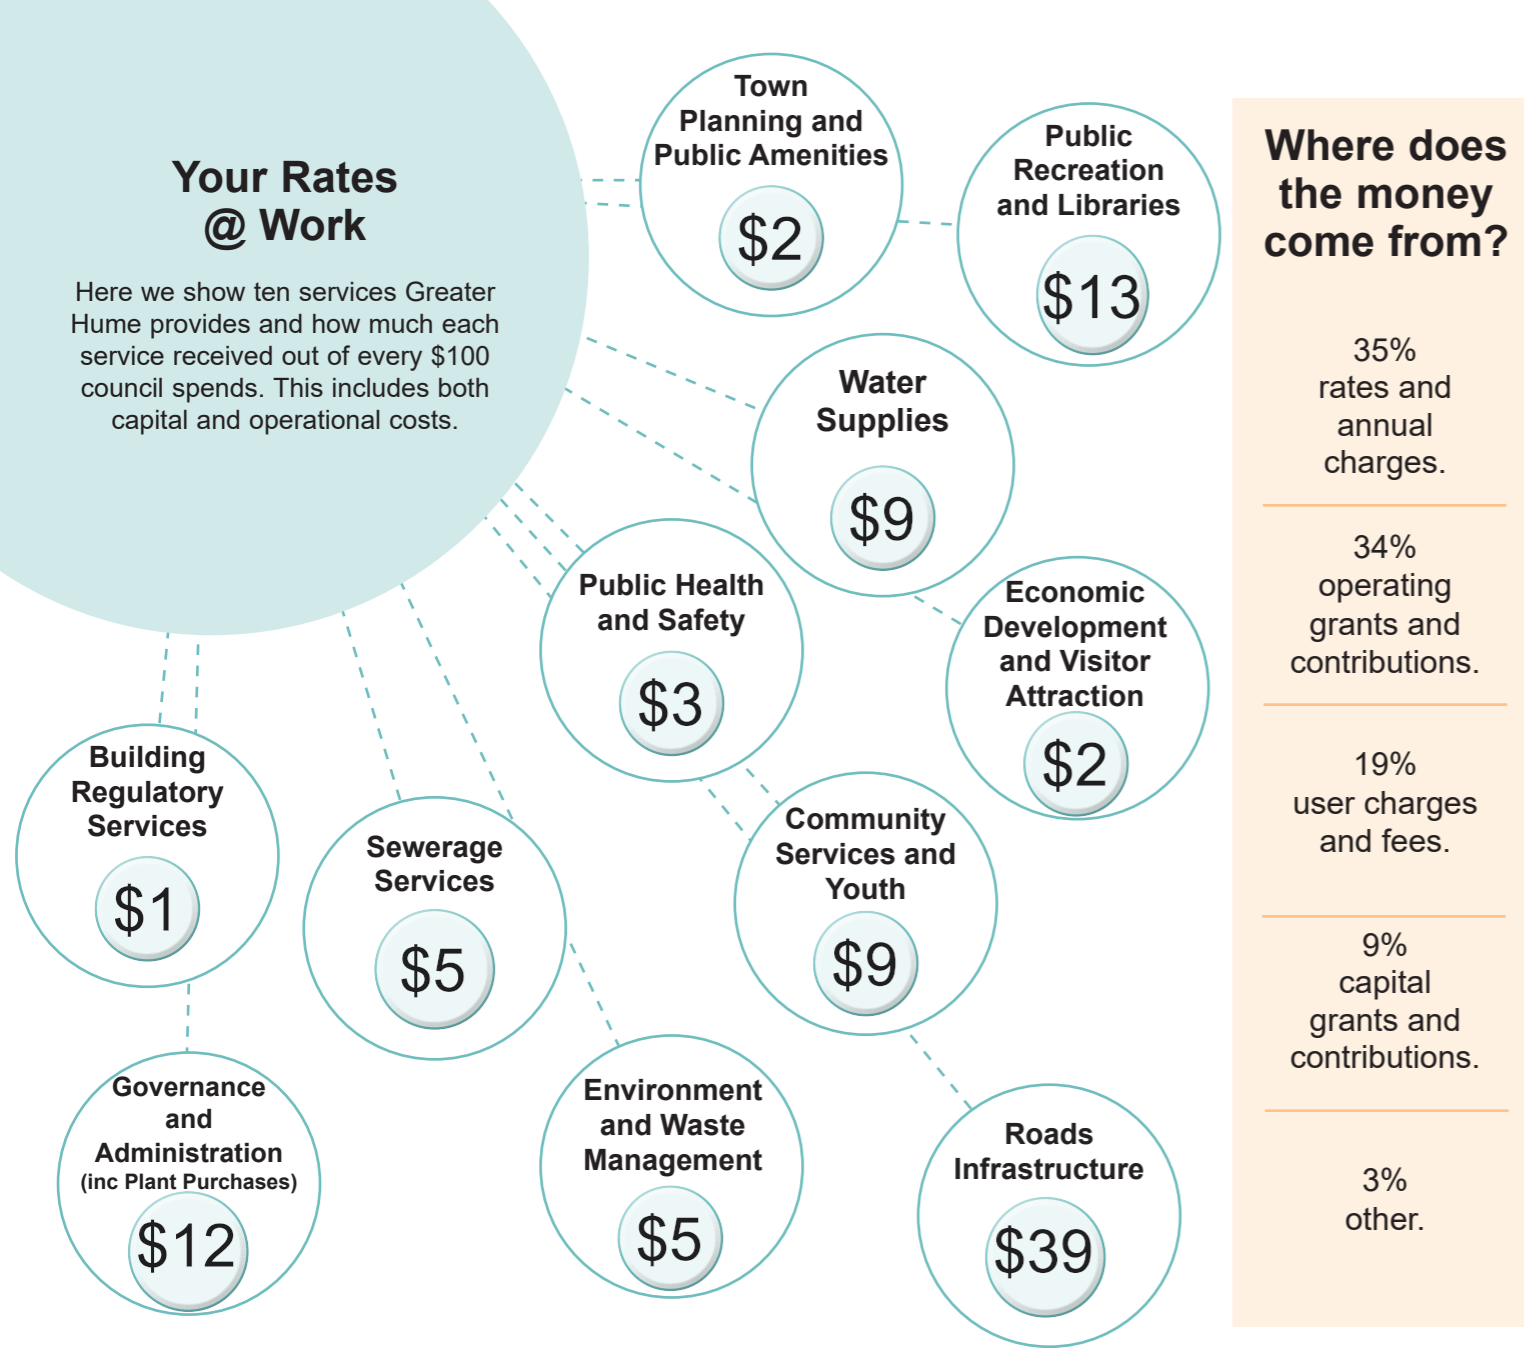 Your Rates
@ Work
Here we show ten services Greater
Hume provides and how much each
service received out of every $100
council spends. This includes both
capital and operational costs.
Town
Planning and
Public Amenities
$2
Public
Recreation
and Libraries
$13
Water
Supplies
$9
Public Health
and Safety
$3
Economic
Development
and Visitor
Attraction
$2
Building
Regulatory
Services
$1
Sewerage
Services
$5
Community
Services and
Youth
$9
Governance
and
Administration
(inc Plant Purchases)
$12
Environment
and Waste
Management
$5
Roads
Infrastructure
$39
Where does
the money
come from?
35%
rates and
annual
charges.
34%
operating
grants and
contributions.
19%
user charges
and fees.
9%
capital
grants and
contributions.
3%
other.